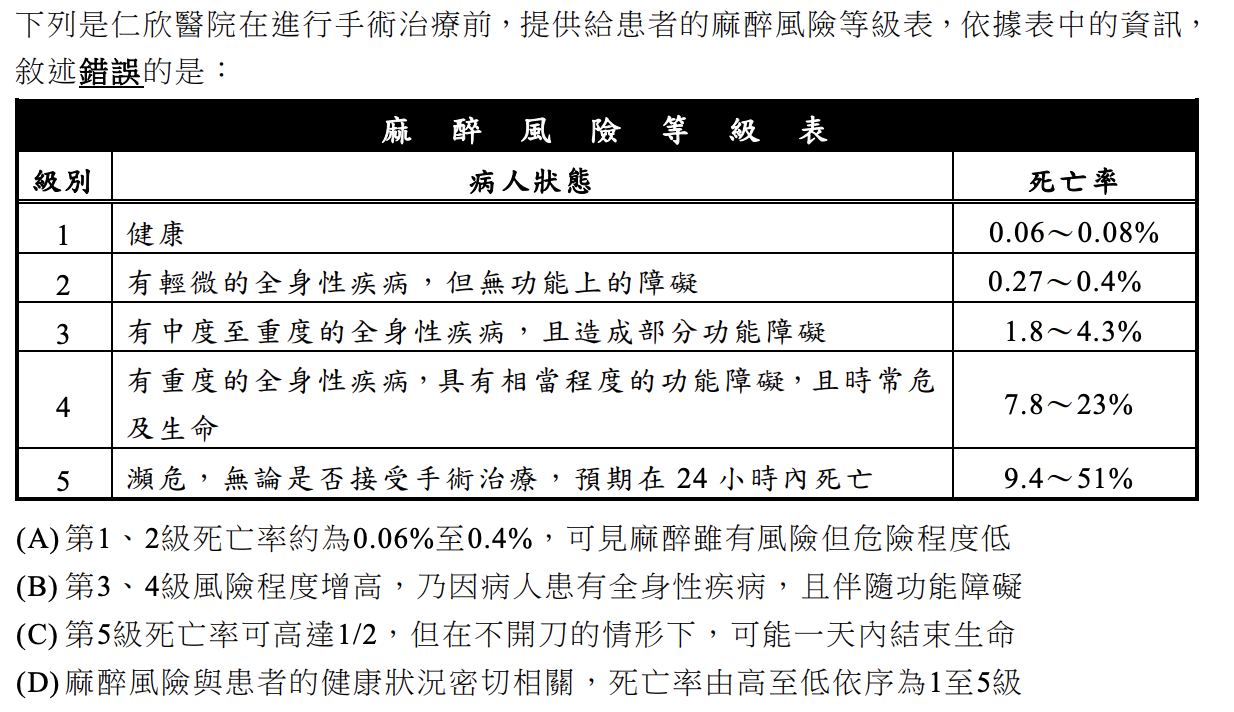 下列是仁欣醫院在進行手術治療前，提供給患者的麻醉風險等級表，依據表中的資訊，
敘述錯誤的是：
麻醉風險等級表
級別 病人狀態 死亡率
1 健康 0.06～0.08%
2 有輕微的全身性疾病，但無功能上的障礙 0.27～0.4%
3 有中度至重度的全身性疾病，且造成部分功能障礙 1.8～4.3%
4 有重度的全身性疾病，具有相當程度的功能障礙，且時常危
及生命 7.8～23%
5 瀕危，無論是否接受手術治療，預期在 24 小時內死亡 9.4～51%
(A) 第1、2級死亡率約為0.06%至0.4%，可見麻醉雖有風險但危險程度低
(B) 第3、4級風險程度增高，乃因病人患有全身性疾病，且伴隨功能障礙
(C) 第5級死亡率可高達1/2，但在不開刀的情形下，可能一天內結束生命
(D) 麻醉風險與患者的健康狀況密切相關，死亡率由高至低依序為1至5級